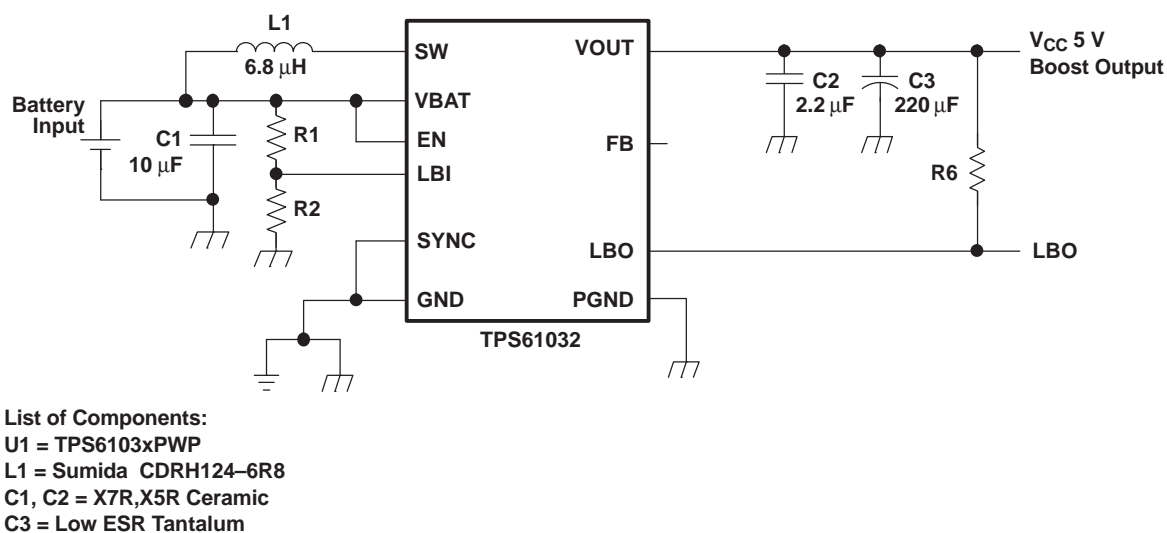 L1
6.8 μH
SW
VOUT
VCC 5 V
Boost Output
Battery
Input
VBAT
C1
10 μF
R1
EN
C2
2.2 μF
C3
220 μF
FB
R6
LBI
R2
SYNC
LBO
LBO
GND
PGND
TPS61032
List of Components:
U1 = TPS6103xPWP
L1 = Sumida CDRH124–6R8
C1, C2 = X7R,X5R Ceramic
C3 = Low ESR Tantalum